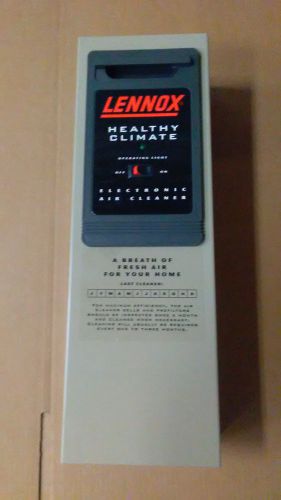 LENNOX
HEALTHY
CLIMATE
OPERATING LIGHT
OFF ON
ELECTRONIC
AIR CLEANER
A BREATH OF
FRESH AIR
FOR YOUR HOME
LAST CLEANED:
J F M A M J J A S O N D
FOR MAXIMUM EFFICIENCY, THE AIR
CLEANER CELLS AND PREFILTERS
SHOULD BE INSPECTED ONCE A MONTH
AND CLEANED WHEN NECESSARY.
CLEANING WILL USUALLY BE REQUIRED
EVERY ONE TO THREE MONTHS.